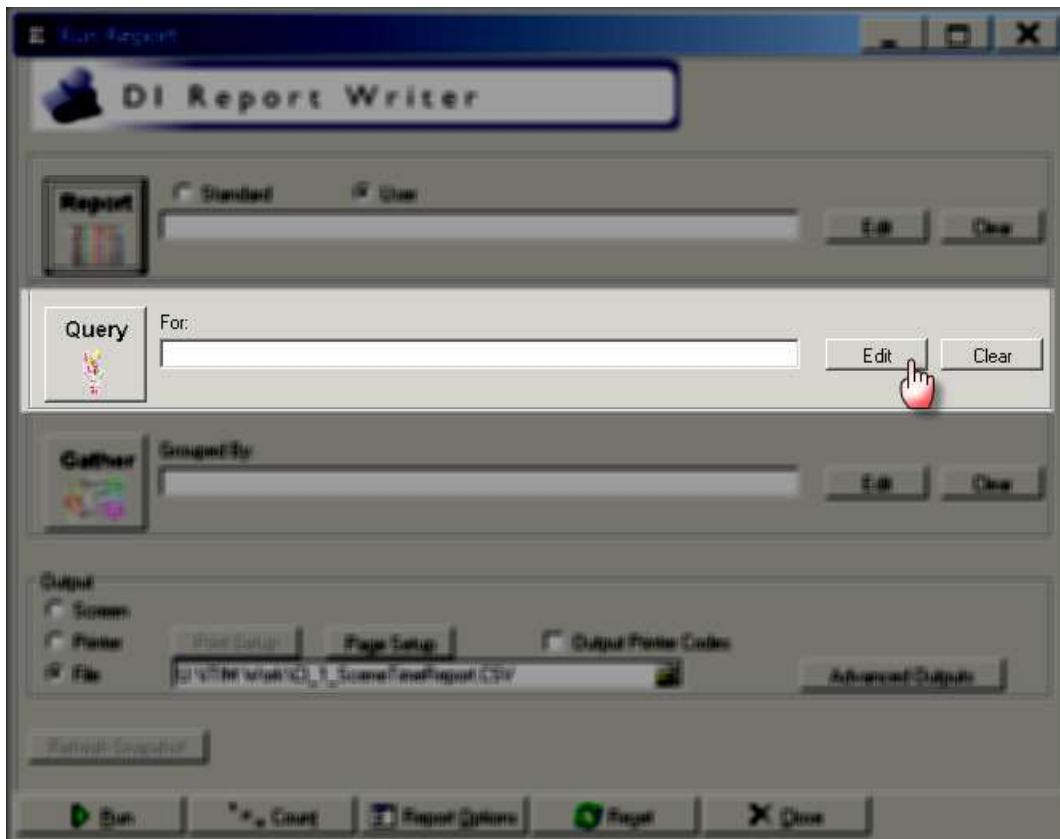 Run Report
DI Report Writer
Report
Standard User
Edit Clear
Query
For:
Edit Clear
Gather
Grouped By
Edit Clear
Output
Screen
Printer Print Setup Page Setup Output Printer Codes
File Advanced Outputs
Refresh Snapshot
Run Count Report Options Reset Close